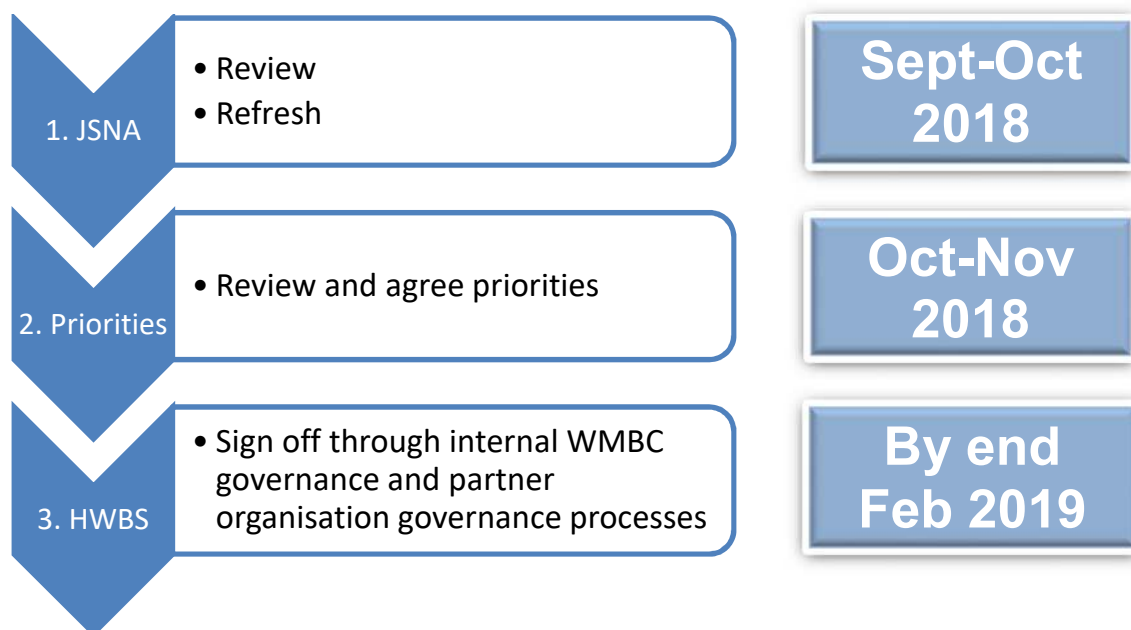 1. JSNA
• Review
• Refresh
Sept-Oct
2018
2. Priorities
• Review and agree priorities
Oct-Nov
2018
3. HWBS
• Sign off through internal WMBC
governance and partner
organisation governance processes
By end
Feb 2019